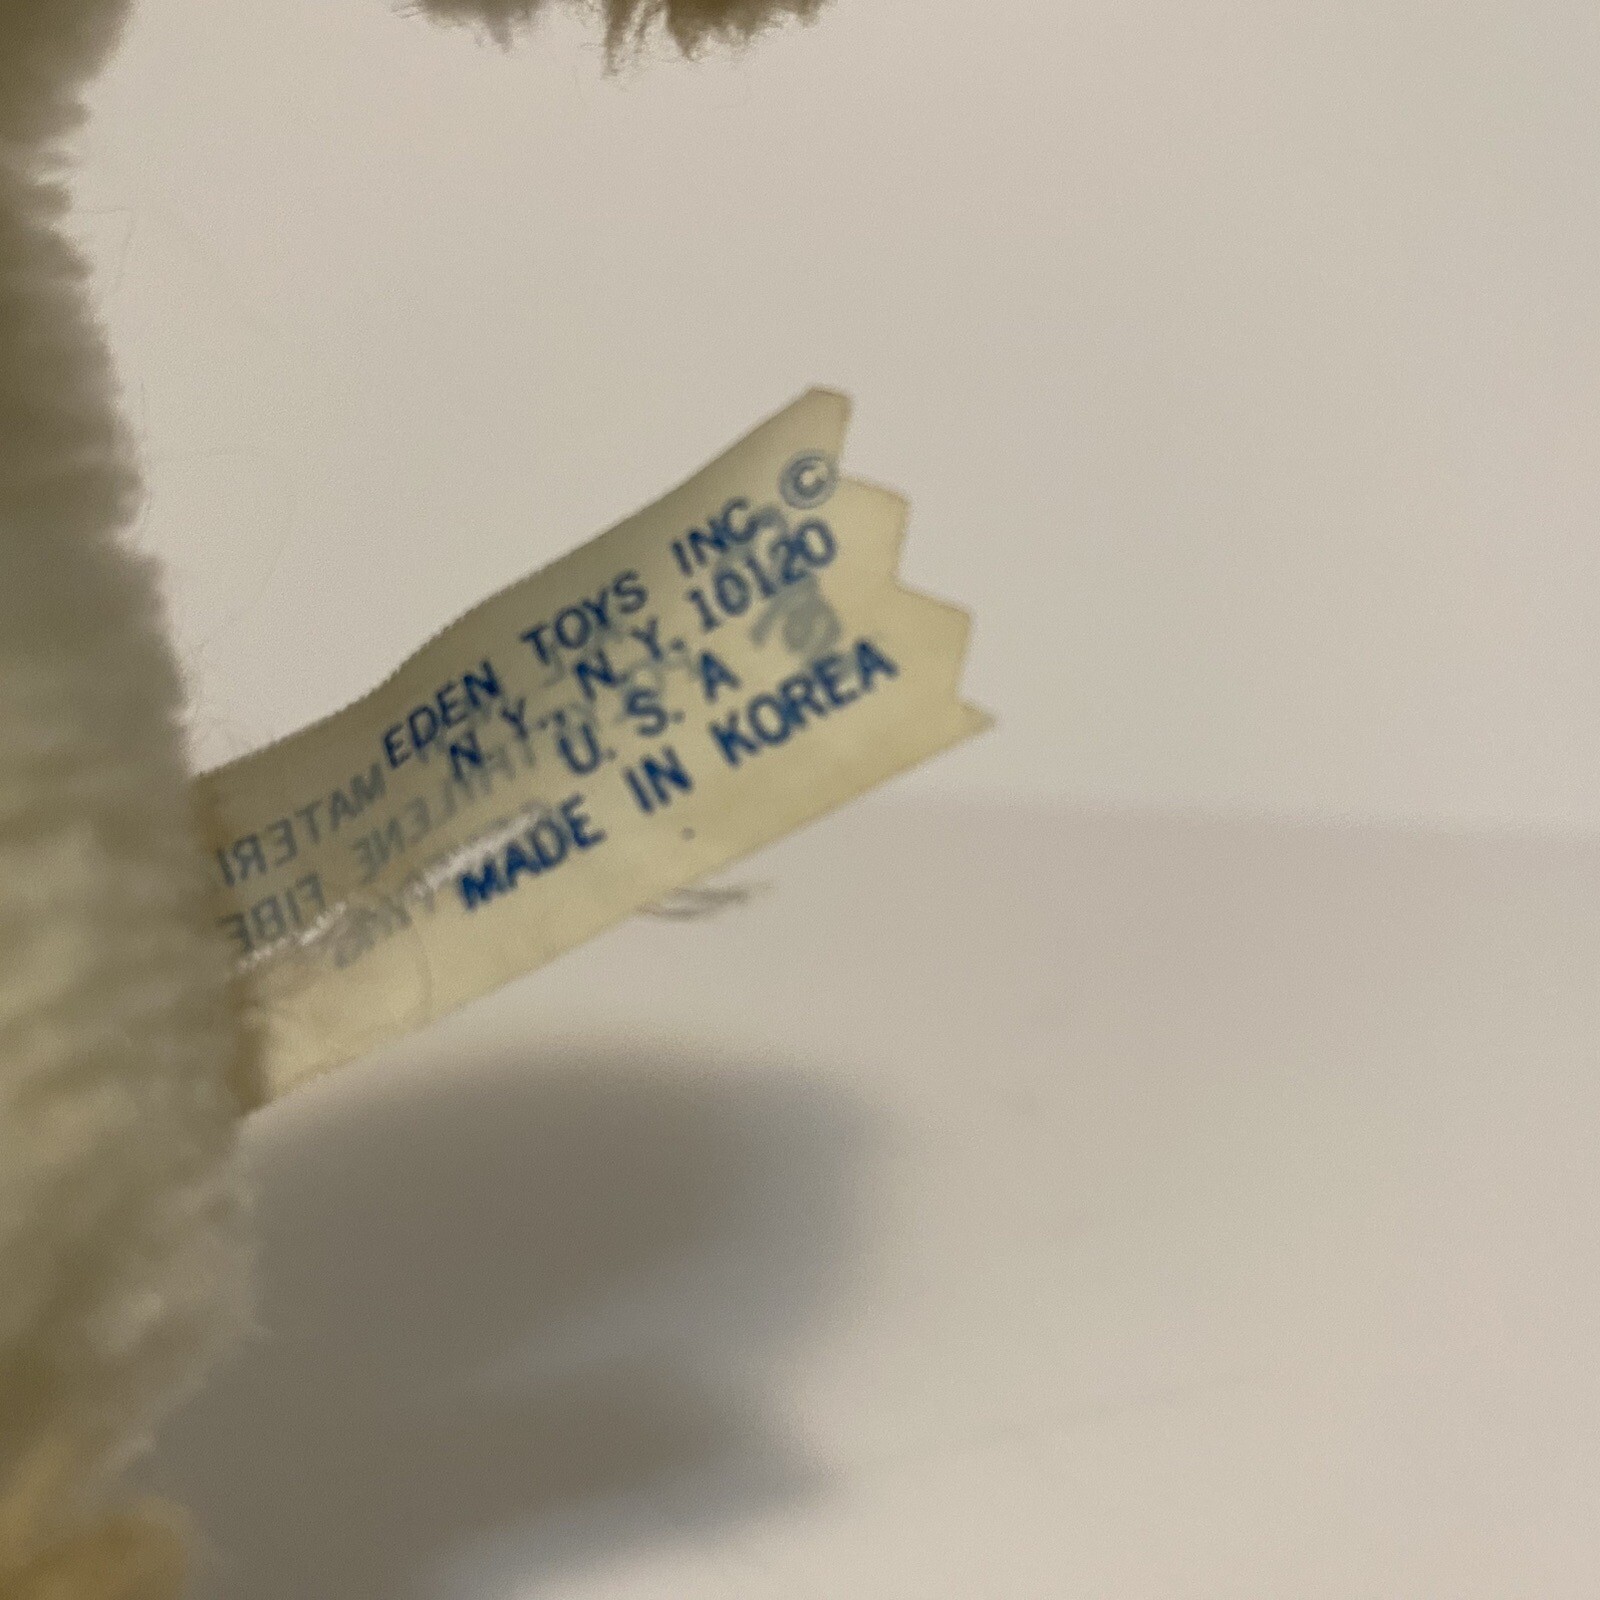 EDEN TOYS INC. ©
N. Y., N. Y. 10120
U. S. A
MADE IN KOREA